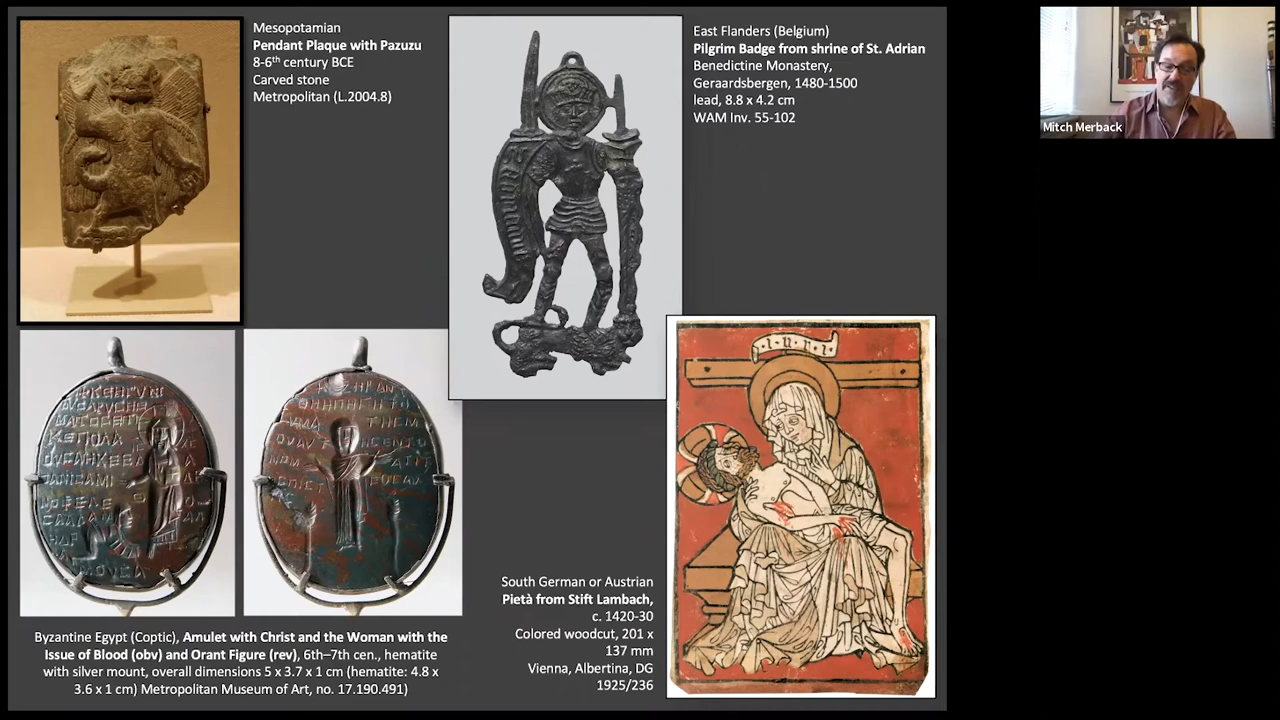 Mesopotamian
Pendant Plaque with Pazuzu
8-6th century BCE
Carved stone
Metropolitan (L.2004.8)
East Flanders (Belgium)
Pilgrim Badge from shrine of St. Adrian
Benedictine Monastery,
Geraardsbergen, 1480-1500
lead, 8.8 x 4.2 cm
WAM Inv. 55-102
Mitch Merback
South German or Austrian
Pietà from Stift Lambach,
c. 1420-30
Colored woodcut, 201 x
137 mm
Vienna, Albertina, DG
1925/236
Byzantine Egypt (Coptic), Amulet with Christ and the Woman with the
Issue of Blood (obv) and Orant Figure (rev), 6th–7th cen., hematite
with silver mount, overall dimensions 5 x 3.7 x 1 cm (hematite: 4.8 x
3.6 x 1 cm) Metropolitan Museum of Art, no. 17.190.491)